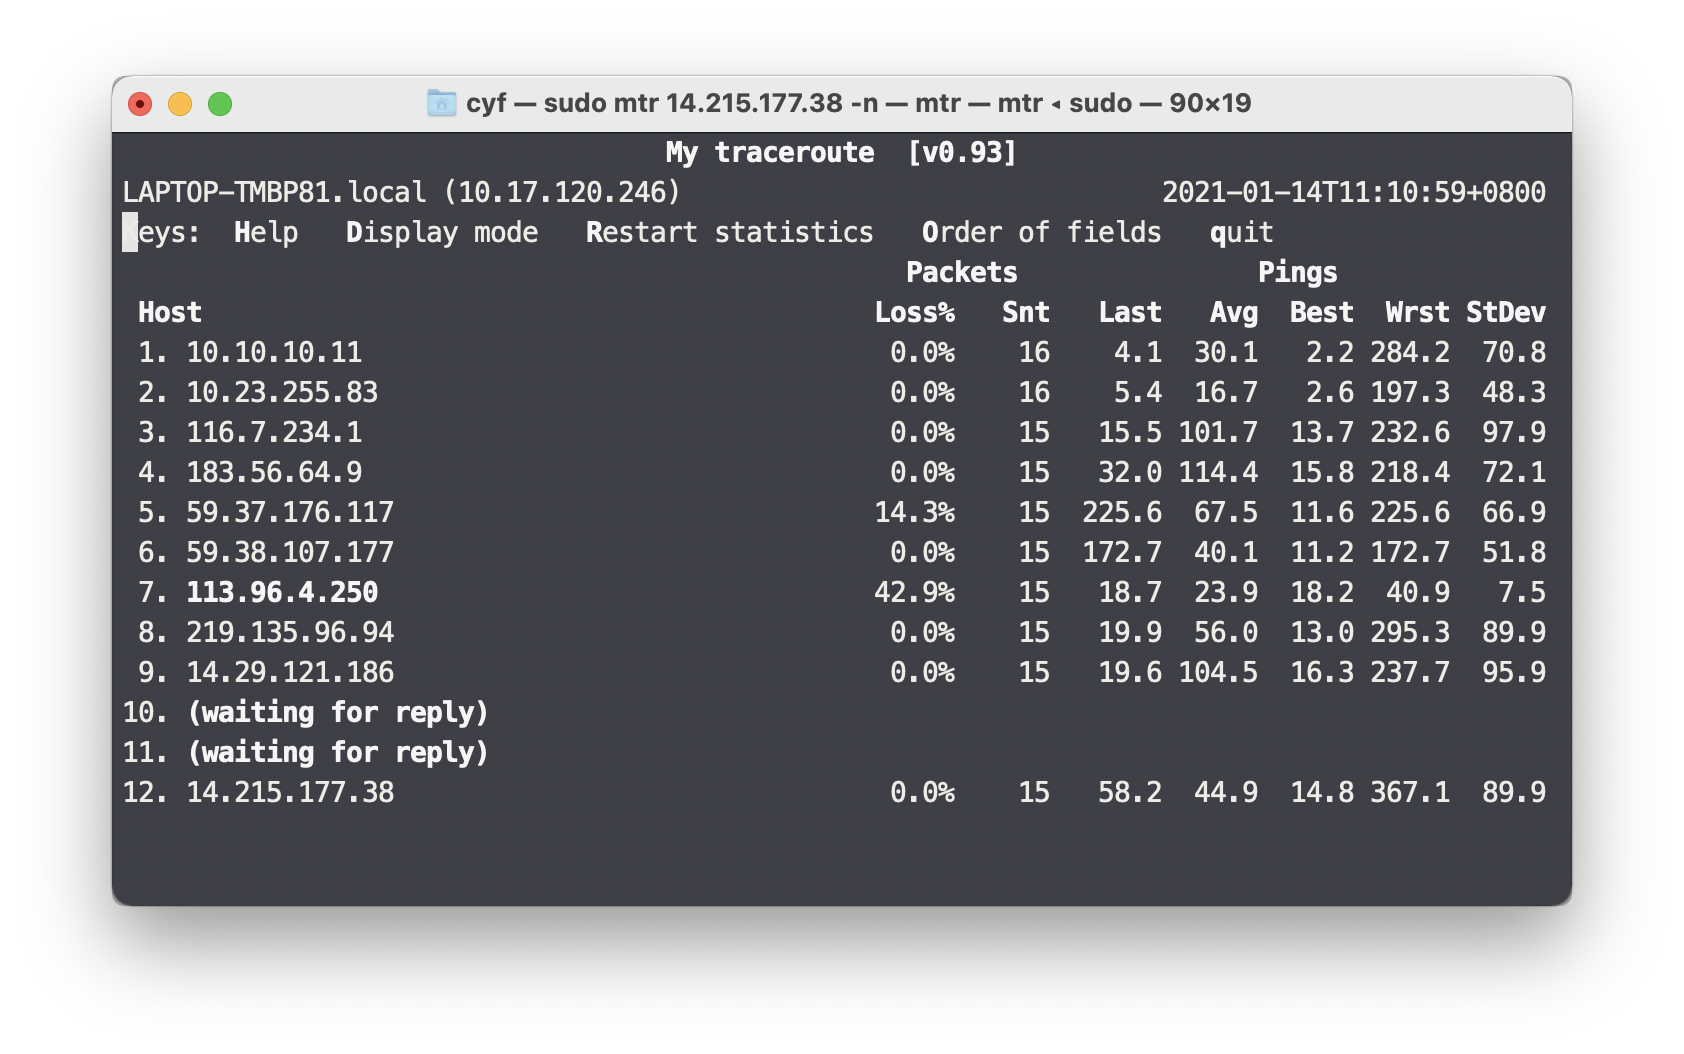 cyf — sudo mtr 14.215.177.38 -n — mtr — mtr ◂ sudo — 90×19
My traceroute  [v0.93]
LAPTOP-TMBP81.local (10.17.120.246) 2021-01-14T11:10:59+0800
Keys:  Help   Display mode   Restart statistics   Order of fields   quit
Packets Pings
Host Loss% Snt Last Avg Best Wrst StDev
1. 10.10.10.11 0.0% 16 4.1 30.1 2.2 284.2 70.8
2. 10.23.255.83 0.0% 16 5.4 16.7 2.6 197.3 48.3
3. 116.7.234.1 0.0% 15 15.5 101.7 13.7 232.6 97.9
4. 183.56.64.9 0.0% 15 32.0 114.4 15.8 218.4 72.1
5. 59.37.176.117 14.3% 15 225.6 67.5 11.6 225.6 66.9
6. 59.38.107.177 0.0% 15 172.7 40.1 11.2 172.7 51.8
7. 113.96.4.250 42.9% 15 18.7 23.9 18.2 40.9 7.5
8. 219.135.96.94 0.0% 15 19.9 56.0 13.0 295.3 89.9
9. 14.29.121.186 0.0% 15 19.6 104.5 16.3 237.7 95.9
10. (waiting for reply)
11. (waiting for reply)
12. 14.215.177.38 0.0% 15 58.2 44.9 14.8 367.1 89.9